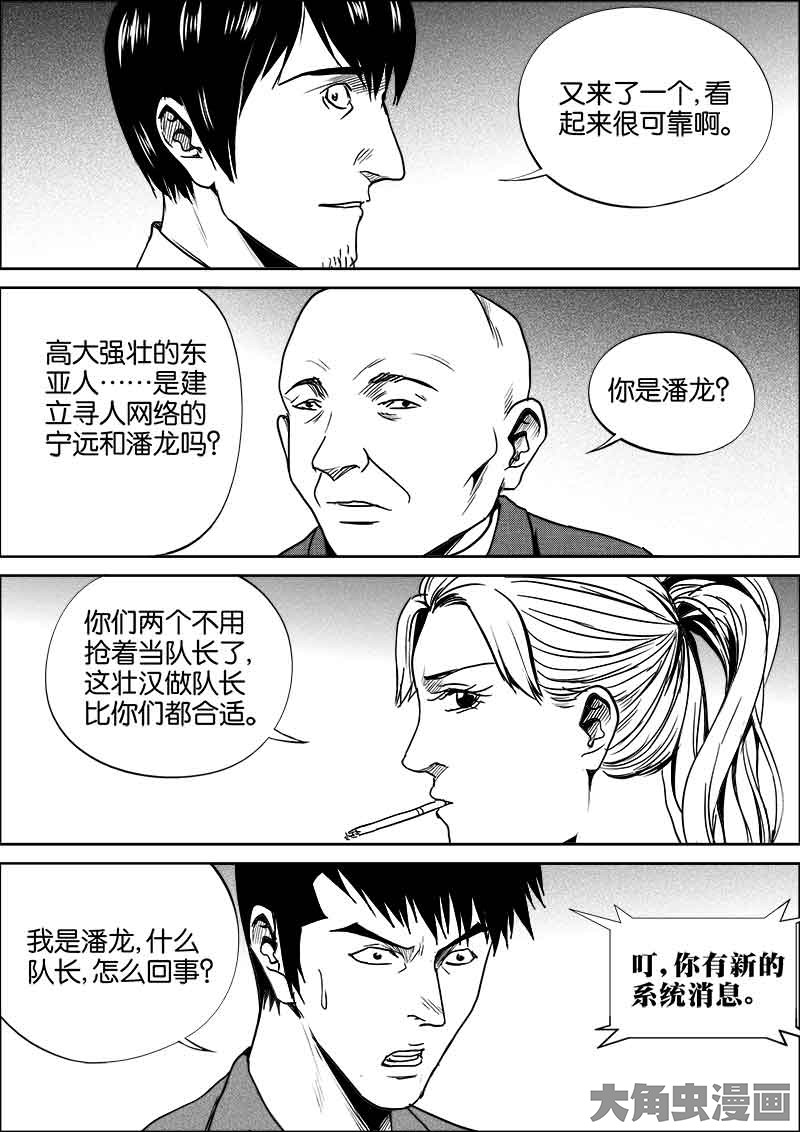 又来了一个,看
起来很可靠啊。
高大强壮的东
亚人……是建
立寻人网络的
宁远和潘龙吗?
你是潘龙?
你们两个不用
抢着当队长了,
这壮汉做队长
比你们都合适。
我是潘龙,什么
队长,怎么回事?
叮,你有新的
系统消息。
大角虫漫画